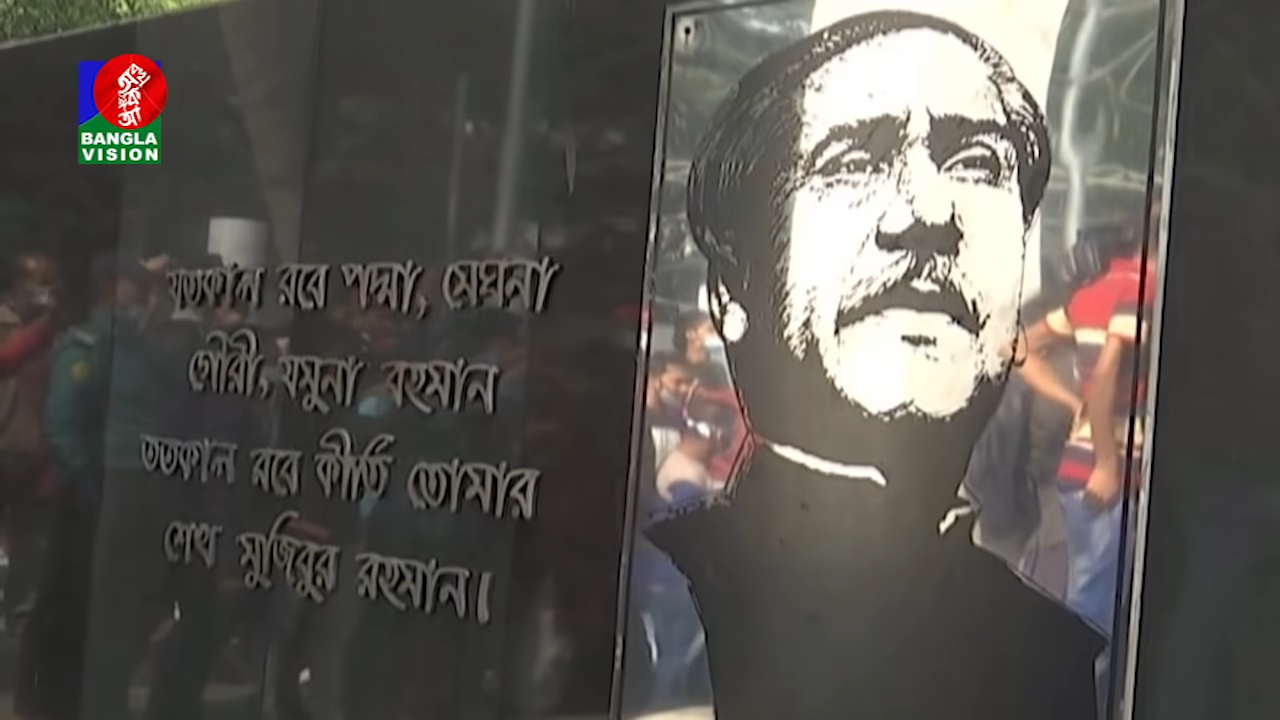 BANGLA
VISION
যতকাল রবে পদ্মা, মেঘনা
গৌরী, যমুনা বহমান
ততকাল রবে কীর্তি তোমার
শেখ মুজিবুর রহমান।